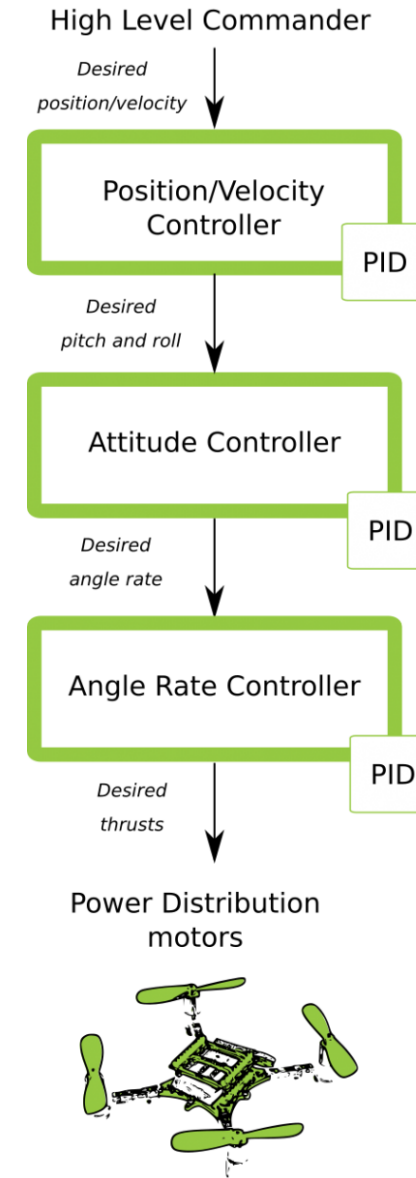 High Level Commander
Desired
position/velocity
Position/Velocity
Controller
PID
Desired
pitch and roll
Attitude Controller
PID
Desired
angle rate
Angle Rate Controller
PID
Desired
thrusts
Power Distribution
motors